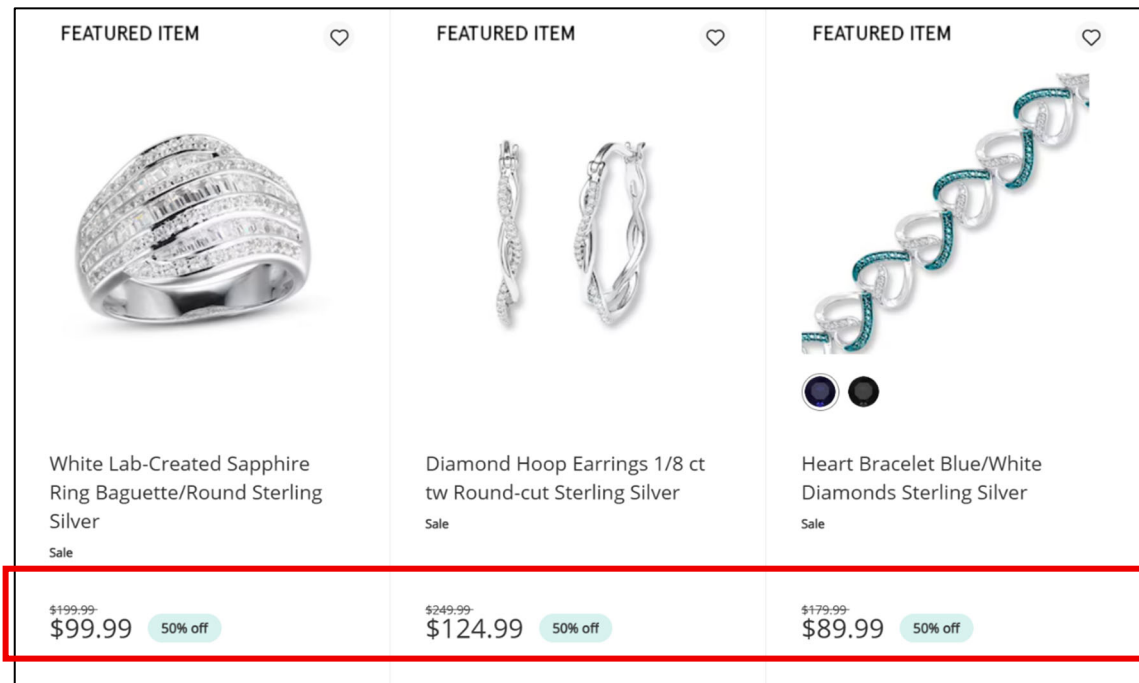 FEATURED ITEM
White Lab-Created Sapphire
Ring Baguette/Round Sterling
Silver
Sale
$199.99
$99.99 50% off
FEATURED ITEM
Diamond Hoop Earrings 1/8 ct
tw Round-cut Sterling Silver
Sale
$249.99
$124.99 50% off
FEATURED ITEM
Heart Bracelet Blue/White
Diamonds Sterling Silver
Sale
$179.99
$89.99 50% off